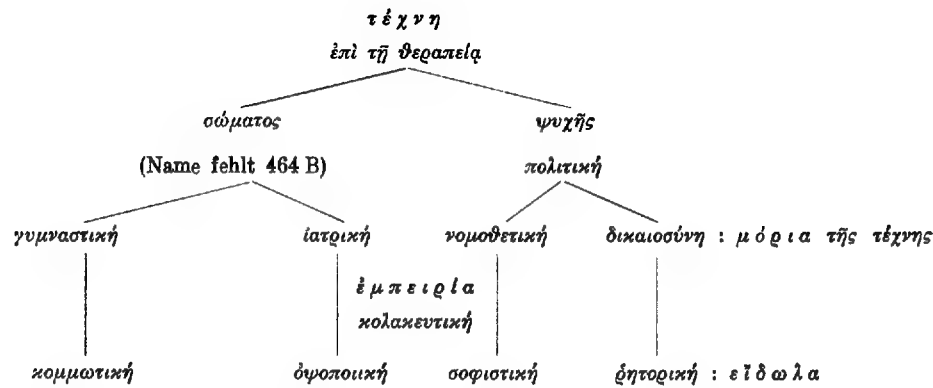 τέχνη
ἐπὶ τῇ θεραπείᾳ
σώματος ψυχῆς
(Name fehlt 464 B) πολιτική
γυμναστική ἰατρική νομοθετική δικαιοσύνη : μόρια τῆς τέχνης
ἐμπειρία
κολακευτική
κομμωτική ὀψοποιική σοφιστική ῥητορική : εἴδωλα